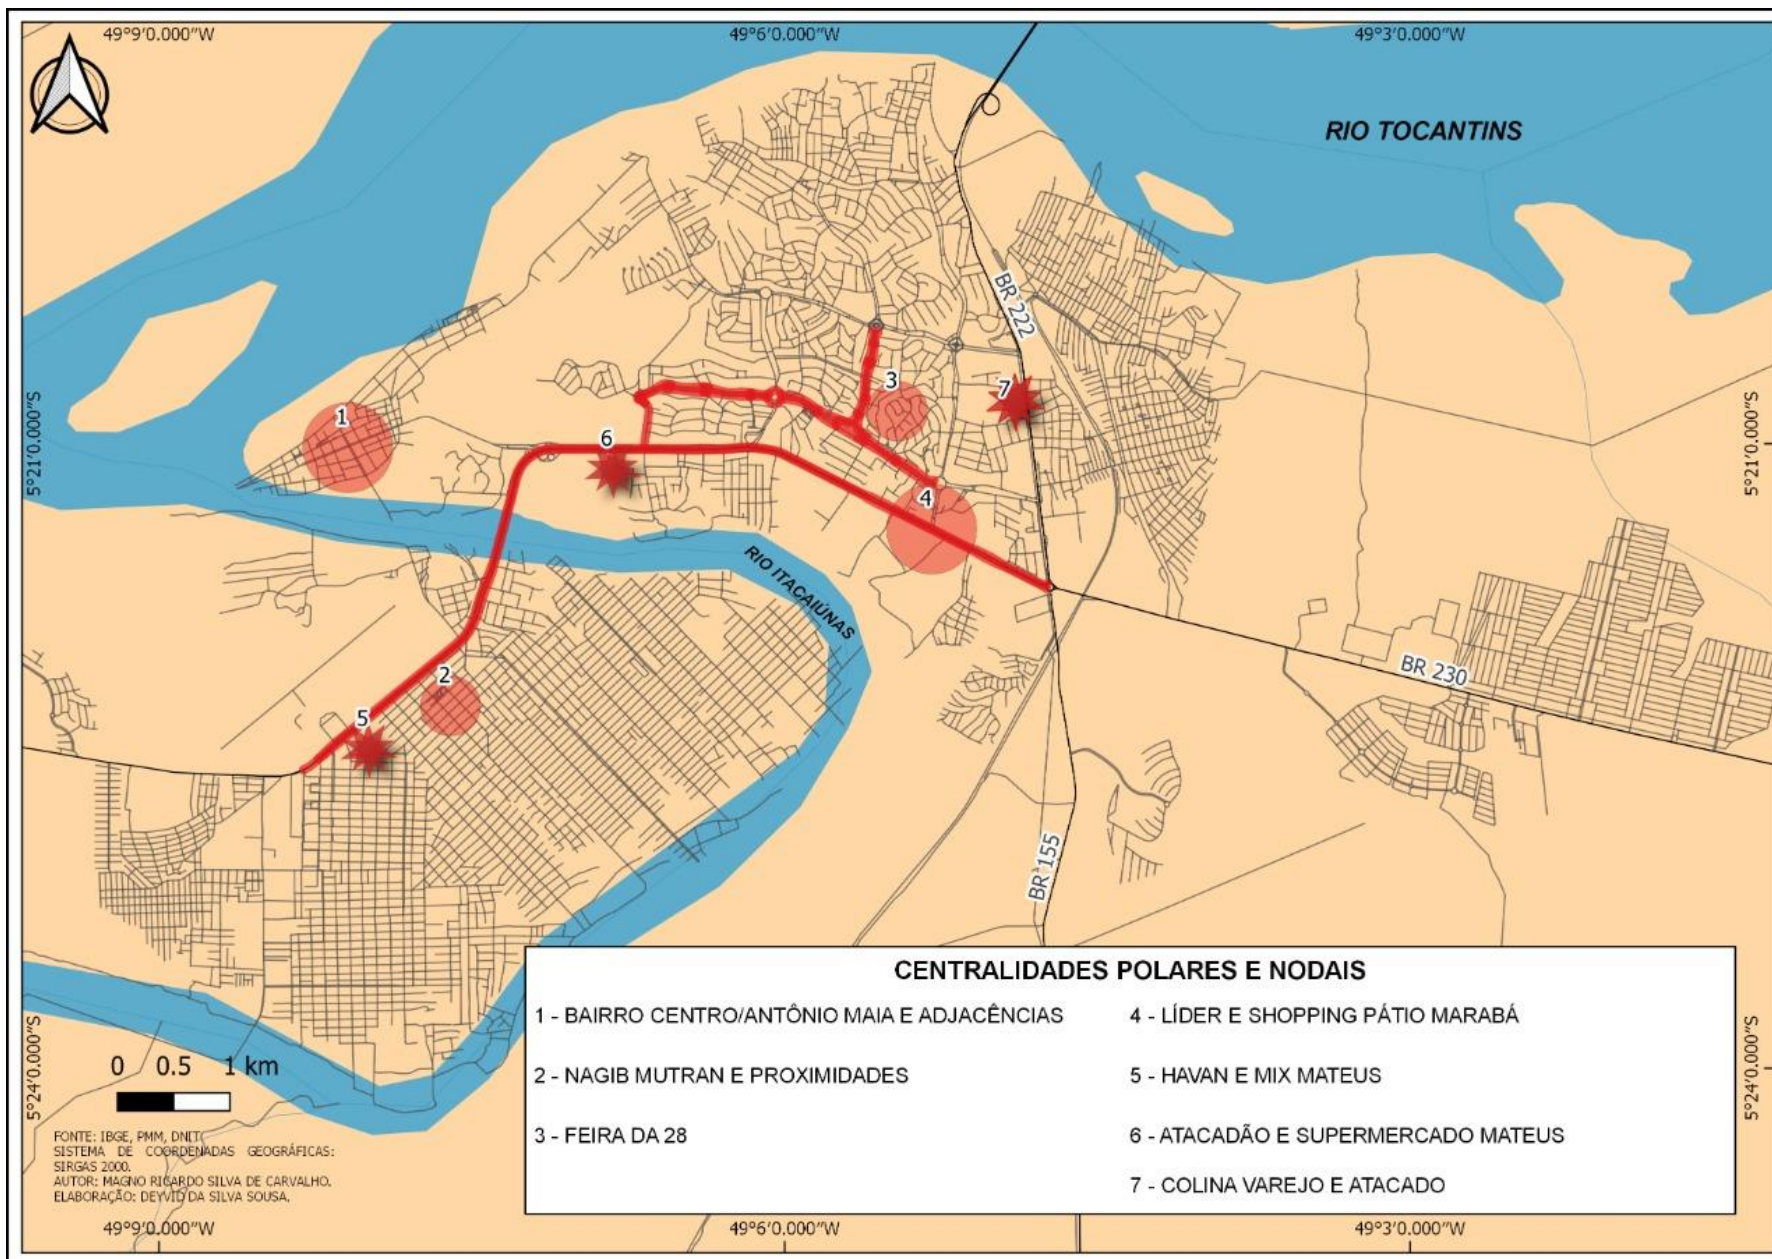 49°9'0.000"W
49°6'0.000"W
49°3'0.000"W
RIO TOCANTINS
BR 222
3
7
1
5°21'0.000"S
6
5°21'0.000"S
4
RIO ITACAIÚNAS
2
BR 230
5
BR 155
CENTRALIDADES POLARES E NODAIS
1 - BAIRRO CENTRO/ANTÔNIO MAIA E ADJACÊNCIAS
2 - NAGIB MUTRAN E PROXIMIDADES
3 - FEIRA DA 28
4 - LÍDER E SHOPPING PÁTIO MARABÁ
5 - HAVAN E MIX MATEUS
6 - ATACADÃO E SUPERMERCADO MATEUS
7 - COLINA VAREJO E ATACADO
5°24'0.000"S
5°24'0.000"S
0 0.5 1 km
FONTE: IBGE, PMM, DNIT.
SISTEMA DE COORDENADAS GEOGRÁFICAS:
SIRGAS 2000.
AUTOR: MAGNO RICARDO SILVA DE CARVALHO.
ELABORAÇÃO: DEYVID DA SILVA SOUSA.
49°9'0.000"W
49°6'0.000"W
49°3'0.000"W